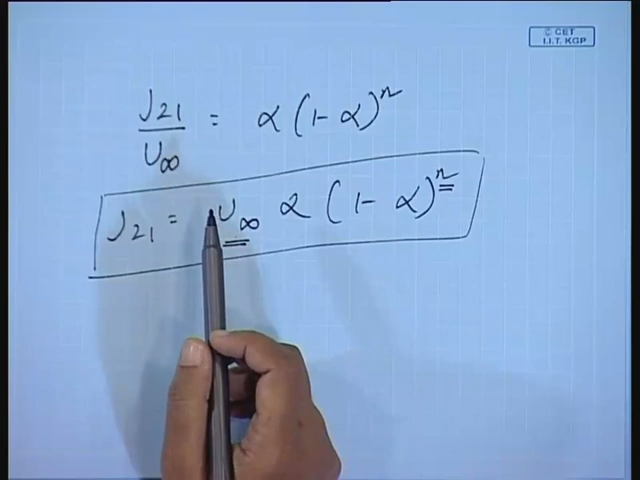 © CET
I.I.T. KGP
J₂₁ / U∞ = α (1 - α)ⁿ
J₂₁ = U∞ α (1 - α)ⁿ